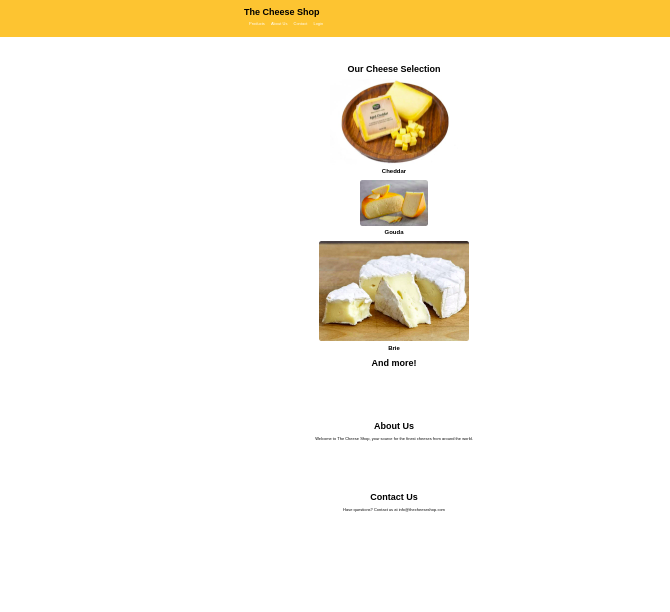 The Cheese Shop
Products About Us Contact Login
Our Cheese Selection
Cheddar
Gouda
Brie
And more!
About Us
Welcome to The Cheese Shop, your source for the finest cheeses from around the world.
Contact Us
Have questions? Contact us at info@thecheeseshop.com